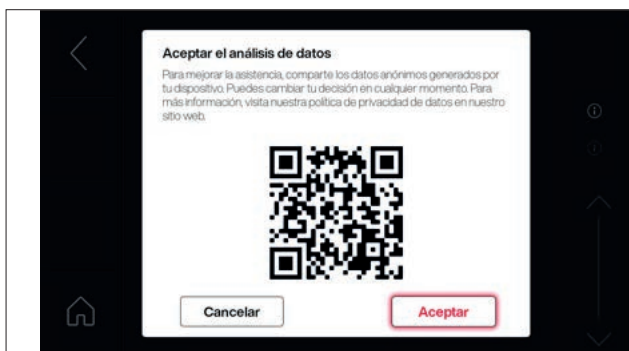 Aceptar el análisis de datos
Para mejorar la asistencia, comparte los datos anónimos generados por
tu dispositivo. Puedes cambiar tu decisión en cualquier momento. Para
más información, visita nuestra política de privacidad de datos en nuestro
sitio web.
Cancelar
Aceptar